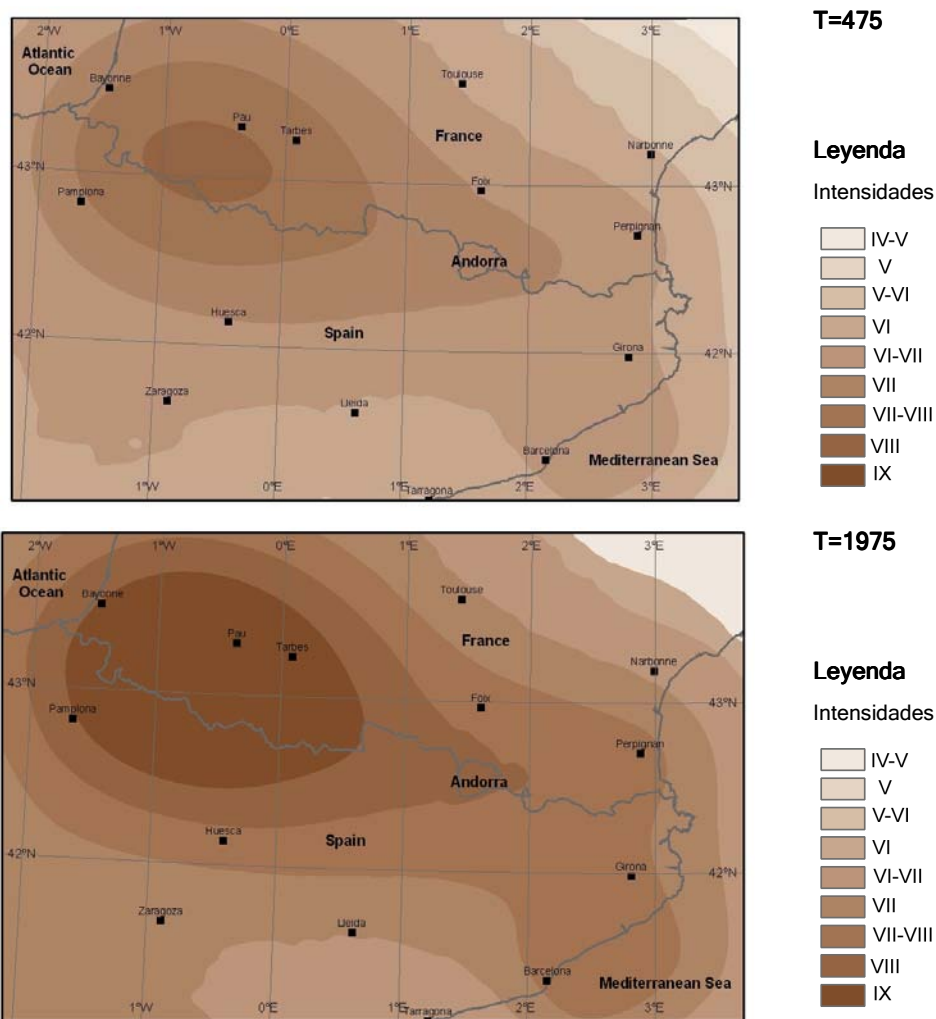 T=475
2°W 1°W 0°E 1°E 2°E 3°E
Atlantic
Ocean
Bayonne
Toulouse
Pau
Tarbes
France
Narbonne
43°N
43°N
Pamplona
Foix
Perpignan
Andorra
Huesca
Spain
42°N
42°N
Girona
Zaragoza
Lleida
Barcelona
Mediterranean Sea
1°W 0°E 1°E 2°E 3°E
Tarragona
Leyenda
Intensidades
IV-V
V
V-VI
VI
VI-VII
VII
VII-VIII
VIII
IX
T=1975
2°W 1°W 0°E 1°E 2°E 3°E
Atlantic
Ocean
Bayonne
Toulouse
Pau
Tarbes
France
Narbonne
43°N
43°N
Pamplona
Foix
Perpignan
Andorra
Huesca
Spain
42°N
42°N
Girona
Zaragoza
Lleida
Barcelona
Mediterranean Sea
1°W 0°E 1°E 2°E 3°E
Tarragona
Leyenda
Intensidades
IV-V
V
V-VI
VI
VI-VII
VII
VII-VIII
VIII
IX